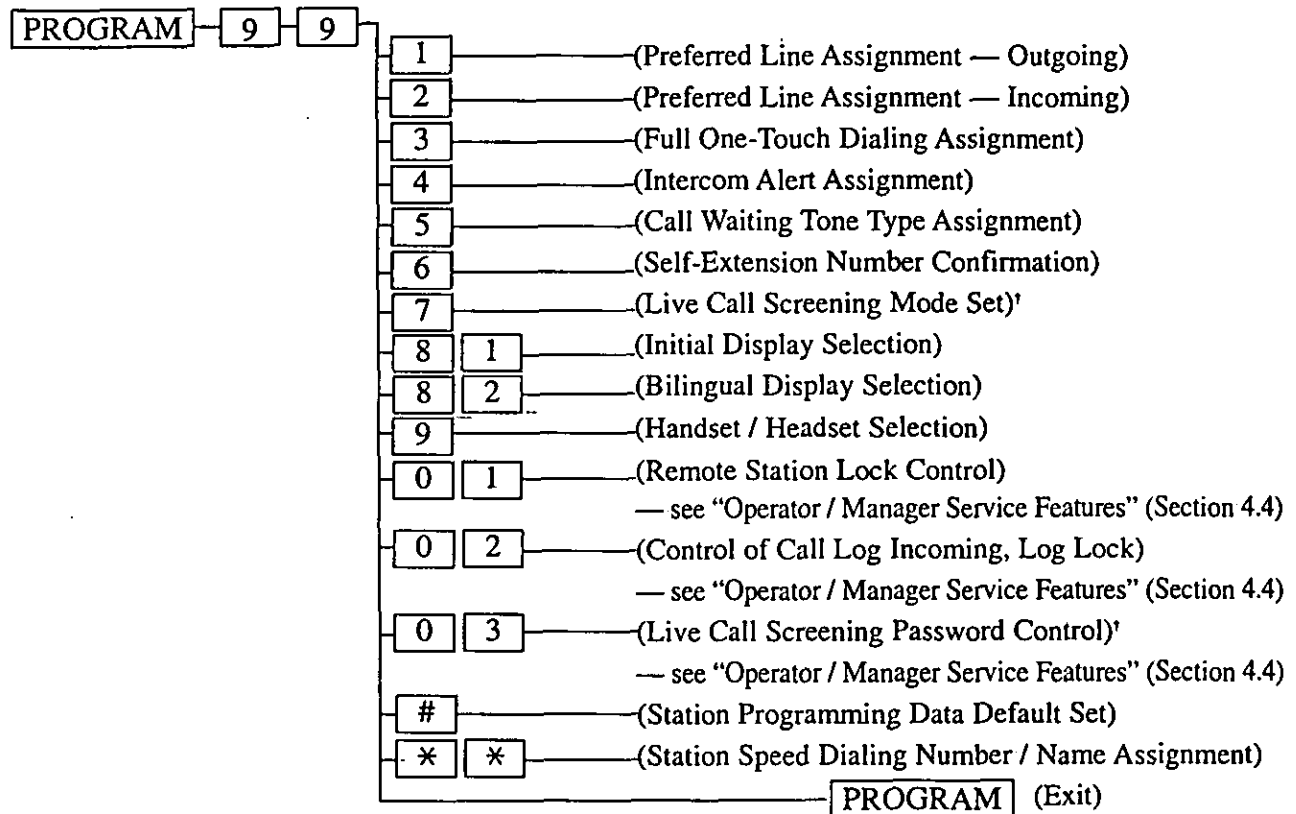 PROGRAM 9 9
1 (Preferred Line Assignment — Outgoing)
2 (Preferred Line Assignment — Incoming)
3 (Full One-Touch Dialing Assignment)
4 (Intercom Alert Assignment)
5 (Call Waiting Tone Type Assignment)
6 (Self-Extension Number Confirmation)
7 (Live Call Screening Mode Set)†
8 1 (Initial Display Selection)
8 2 (Bilingual Display Selection)
9 (Handset / Headset Selection)
0 1 (Remote Station Lock Control)
— see “Operator / Manager Service Features” (Section 4.4)
0 2 (Control of Call Log Incoming, Log Lock)
— see “Operator / Manager Service Features” (Section 4.4)
0 3 (Live Call Screening Password Control)†
— see “Operator / Manager Service Features” (Section 4.4)
# (Station Programming Data Default Set)
* * (Station Speed Dialing Number / Name Assignment)
PROGRAM (Exit)